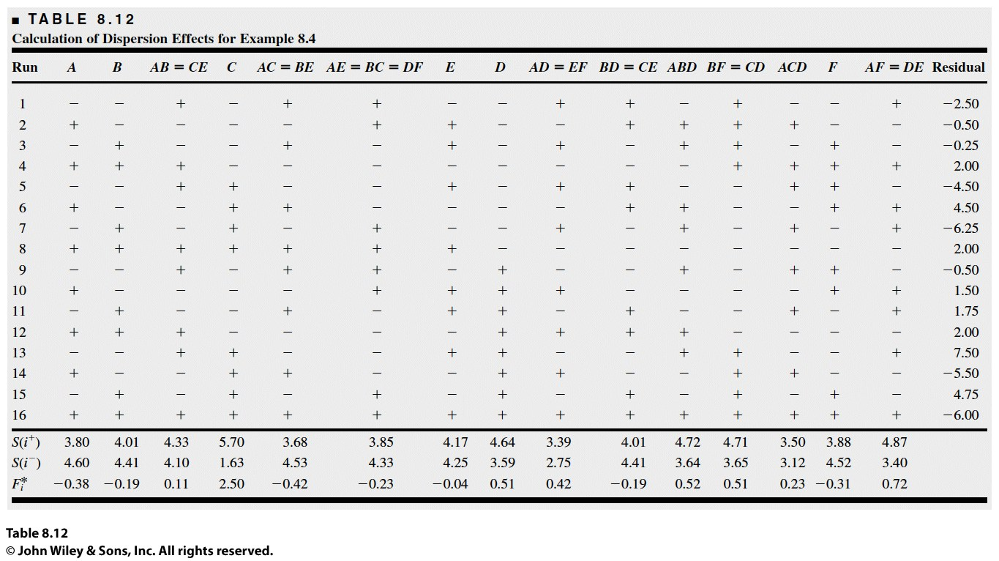 ■ TABLE 8.12
Calculation of Dispersion Effects for Example 8.4
Run A B AB = CE C AC = BE AE = BC = DF E D AD = EF BD = CE ABD BF = CD ACD F AF = DE Residual
1 − − + − + + − − + + − + − − + −2.50
2 + − − − − + + − − + + + + − − −0.50
3 − + − − + − + − + − + + − + − −0.25
4 + + + − − − − − − − − + + + + 2.00
5 − − + + − − + − + + − − + + − −4.50
6 + − − + + − − − − + + − − + + 4.50
7 − + − + − + − − + − + − + − + −6.25
8 + + + + + + + − − − − − − − − 2.00
9 − − + − + + − + − − + − + + − −0.50
10 + − − − − + + + + − − − − + + 1.50
11 − + − − + − + + − + − − + − + 1.75
12 + + + − − − − + + + + − − − − 2.00
13 − − + + − − + + − − + + − − + 7.50
14 + − − + + − − + + − − + + − − −5.50
15 − + − + − + − + − + − + − + − 4.75
16 + + + + + + + + + + + + + + + −6.00
S(i⁺) 3.80 4.01 4.33 5.70 3.68 3.85 4.17 4.64 3.39 4.01 4.72 4.71 3.50 3.88 4.87
S(i⁻) 4.60 4.41 4.10 1.63 4.53 4.33 4.25 3.59 2.75 4.41 3.64 3.65 3.12 4.52 3.40
Fᵢ* −0.38 −0.19 0.11 2.50 −0.42 −0.23 −0.04 0.51 0.42 −0.19 0.52 0.51 0.23 −0.31 0.72
Table 8.12
© John Wiley & Sons, Inc. All rights reserved.